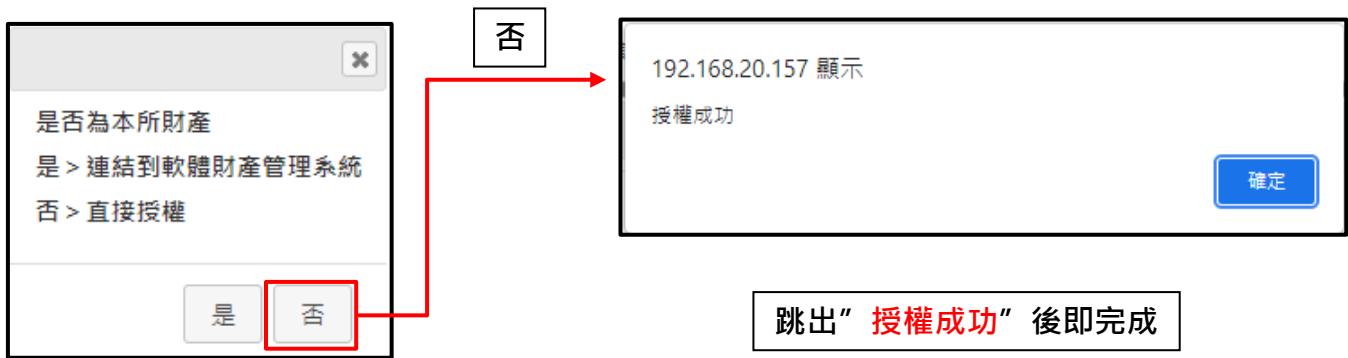 是否為本所財產
是 > 連結到軟體財產管理系統
否 > 直接授權
是
否
否
192.168.20.157 顯示
授權成功
確定
跳出”授權成功”後即完成